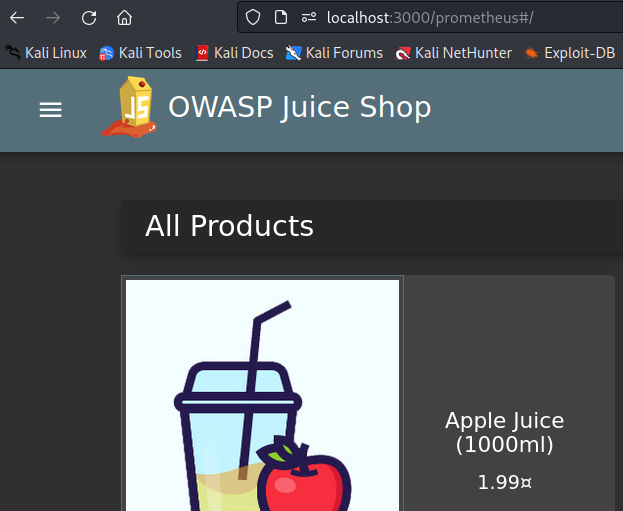 localhost:3000/prometheus#/
Kali Linux Kali Tools Kali Docs Kali Forums Kali NetHunter Exploit-DB
JS
OWASP Juice Shop
All Products
Apple Juice
(1000ml)
1.99¤